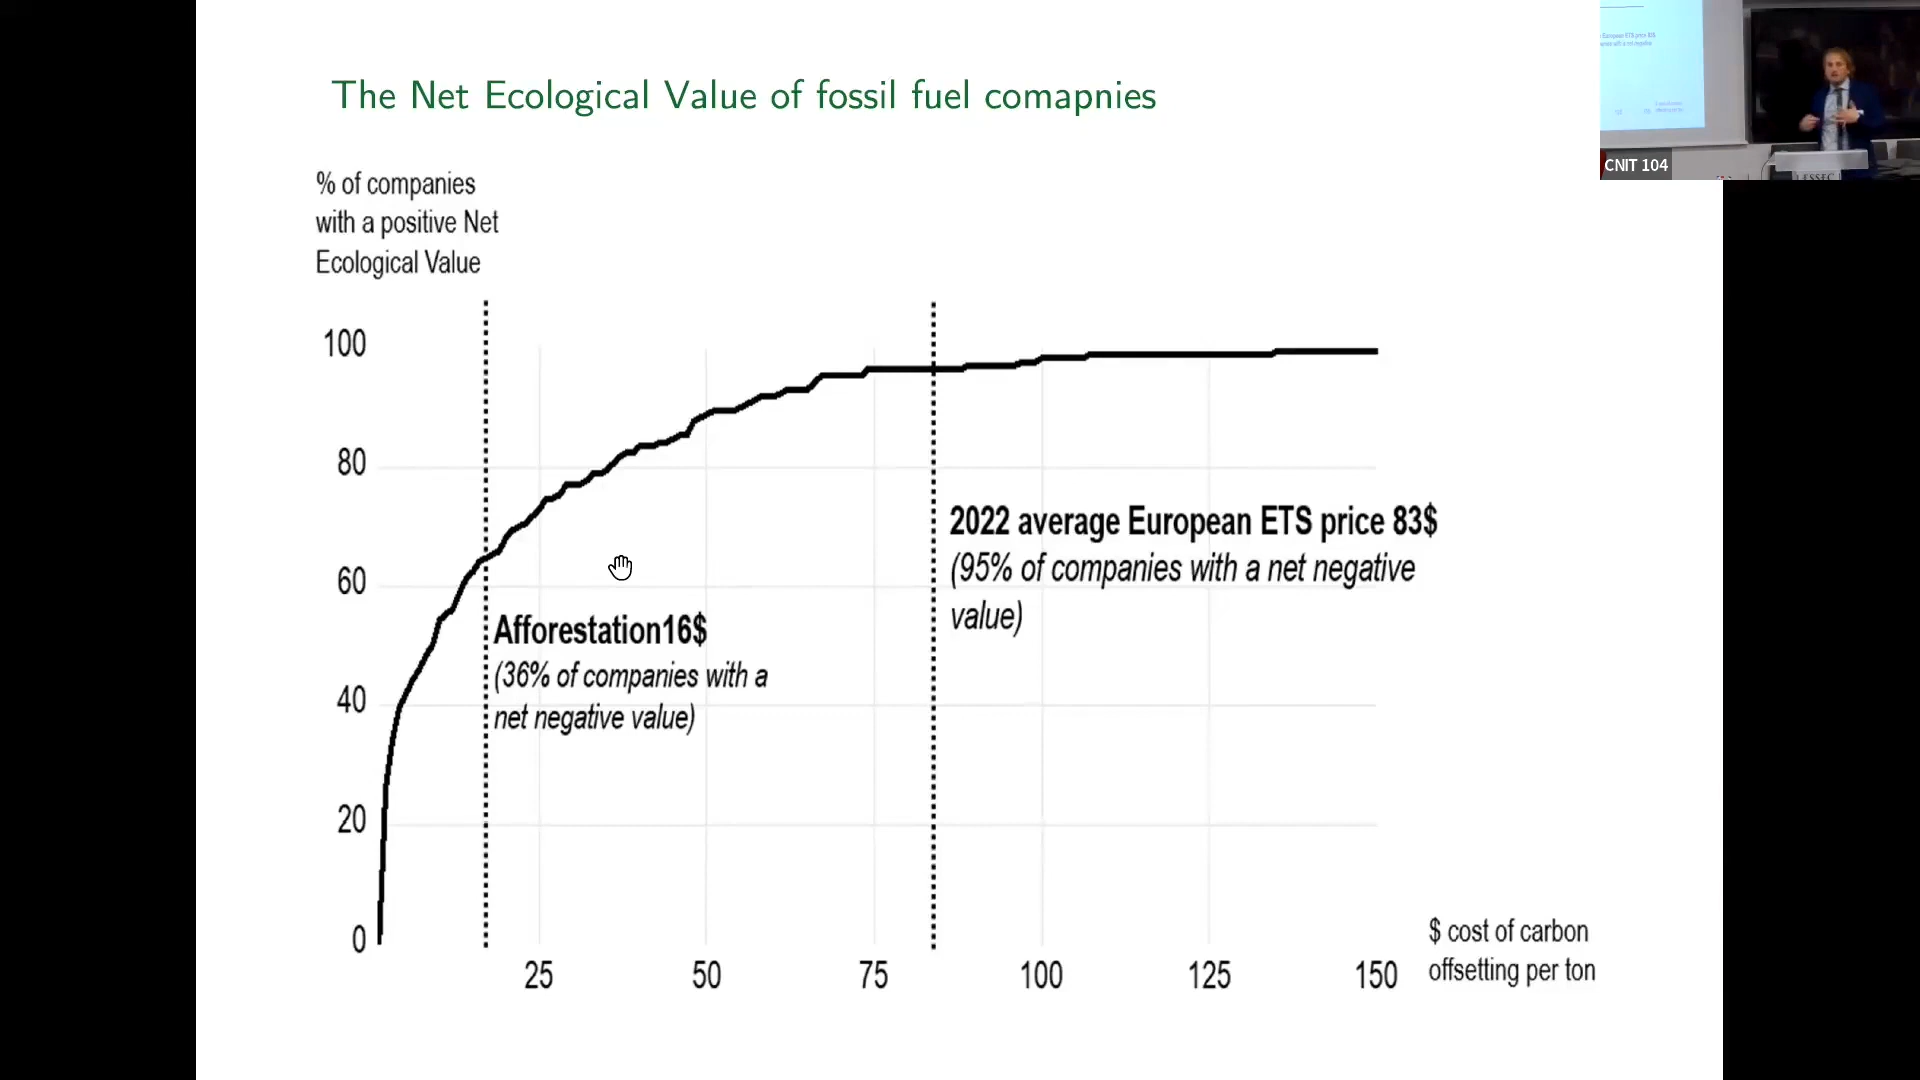 The Net Ecological Value of fossil fuel comapnies
% of companies
with a positive Net
Ecological Value
100
80
60
40
20
0
25
50
75
100
125
150
Afforestation16$
(36% of companies with a
net negative value)
2022 average European ETS price 83$
(95% of companies with a net negative
value)
$ cost of carbon
offsetting per ton
CNIT 104
ESSEC